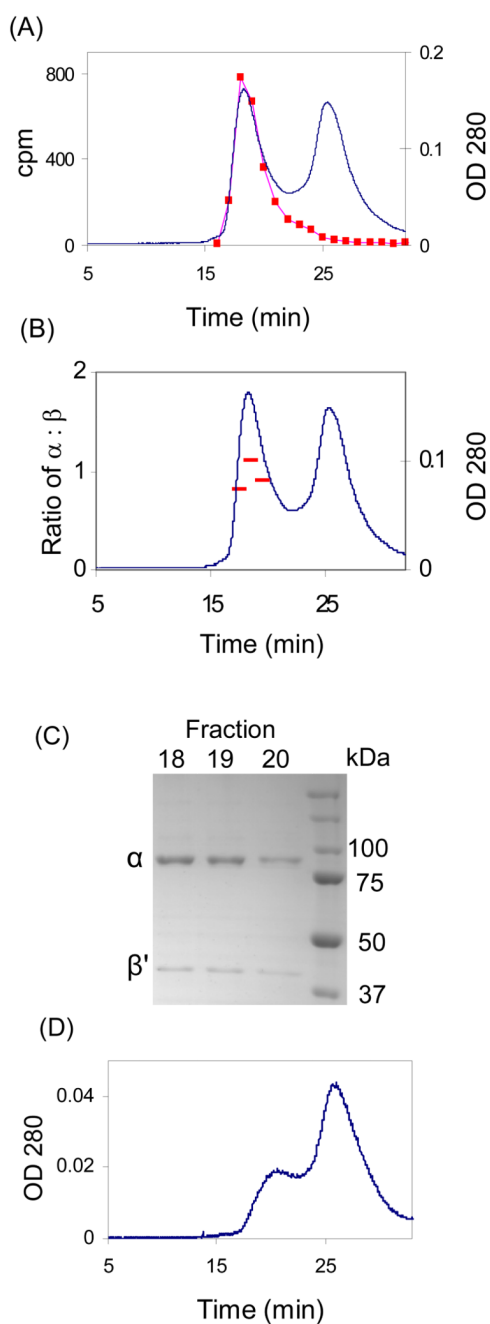 (A)
800
400
0
cpm
0.2
0.1
0
OD 280
5 15 25
Time (min)
(B)
2
1
0
Ratio of α : β
0.1
0
OD 280
5 15 25
Time (min)
(C)
Fraction
18 19 20 kDa
α
β'
100
75
50
37
(D)
0.04
0.02
0
OD 280
5 15 25
Time (min)